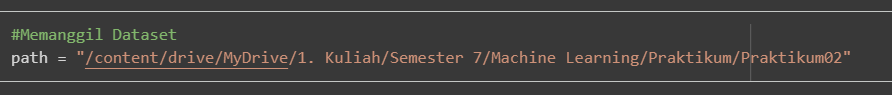 #Memanggil Dataset
path = "/content/drive/MyDrive/1. Kuliah/Semester 7/Machine Learning/Praktikum/Praktikum02"